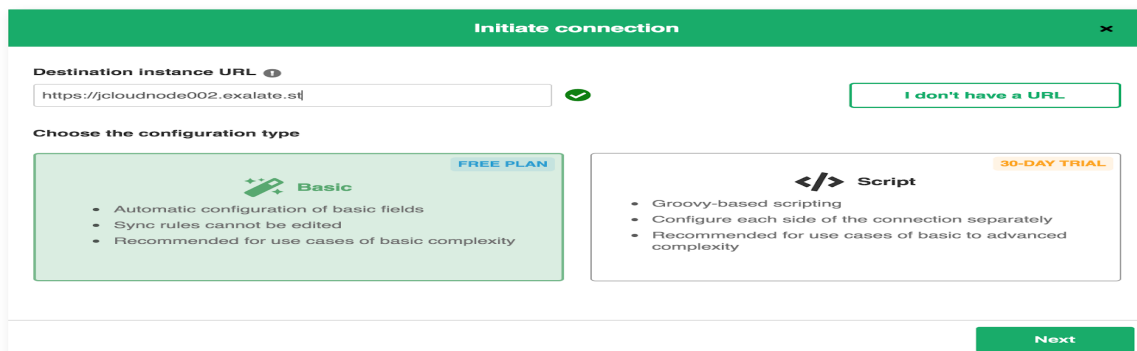 Initiate connection
Destination instance URL
https://jcloudnode002.exalate.st
I don't have a URL
Choose the configuration type
FREE PLAN
Basic
• Automatic configuration of basic fields
• Sync rules cannot be edited
• Recommended for use cases of basic complexity
30-DAY TRIAL
</> Script
• Groovy-based scripting
• Configure each side of the connection separately
• Recommended for use cases of basic to advanced
complexity
Next